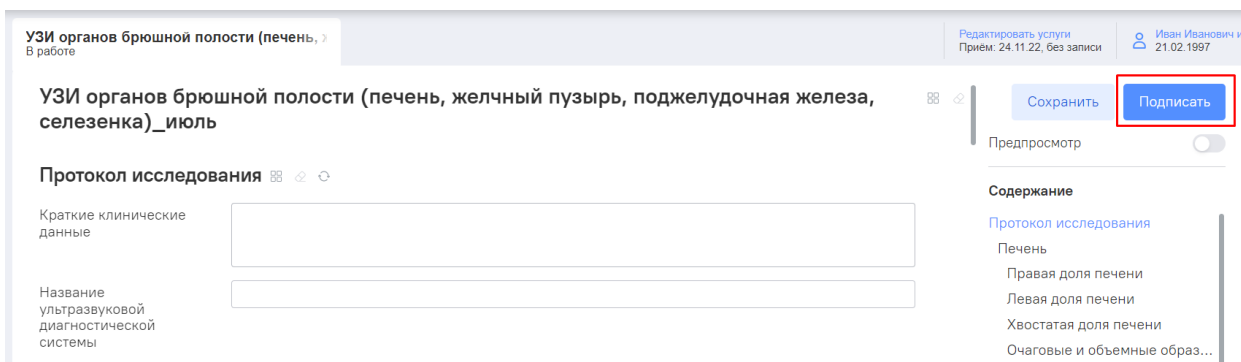 УЗИ органов брюшной полости (печень, ж
В работе
Редактировать услуги
Приём: 24.11.22, без записи
Иван Иванович И
21.02.1997
УЗИ органов брюшной полости (печень, желчный пузырь, поджелудочная железа,
селезенка)_июль
Сохранить
Подписать
Предпросмотр
Протокол исследования
Краткие клинические
данные
Название
ультразвуковой
диагностической
системы
Содержание
Протокол исследования
Печень
Правая доля печени
Левая доля печени
Хвостатая доля печени
Очаговые и объемные образ...